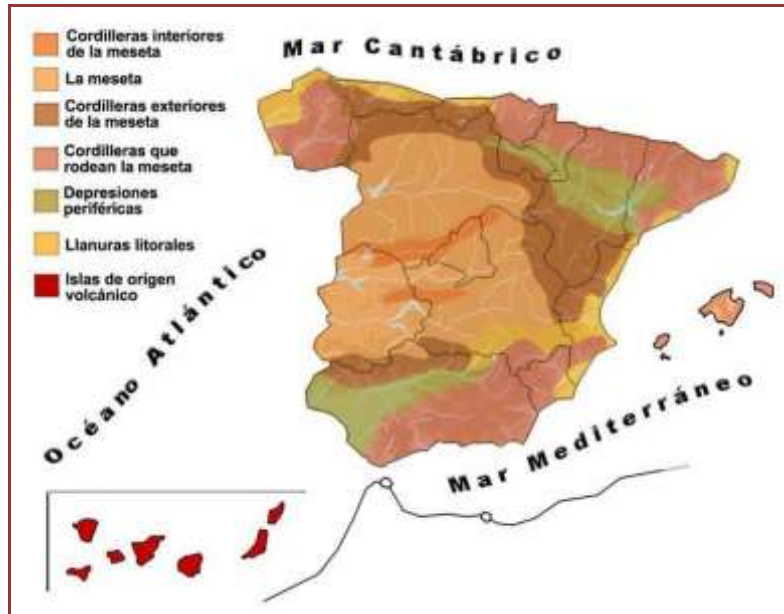 Mar Cantábrico
Cordilleras interiores
de la meseta
La meseta
Cordilleras exteriores
de la meseta
Cordilleras que
rodean la meseta
Depresiones
periféricas
Llanuras litorales
Islas de origen
volcánico
Océano Atlántico
Mar Mediterráneo